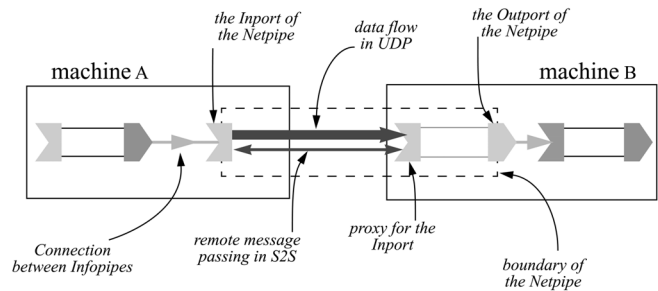 the Inport of
the Netpipe
data flow
in UDP
the Outport of
the Netpipe
machine A
machine B
Connection
between Infopipes
remote message
passing in S2S
proxy for the
Inport
boundary of
the Netpipe